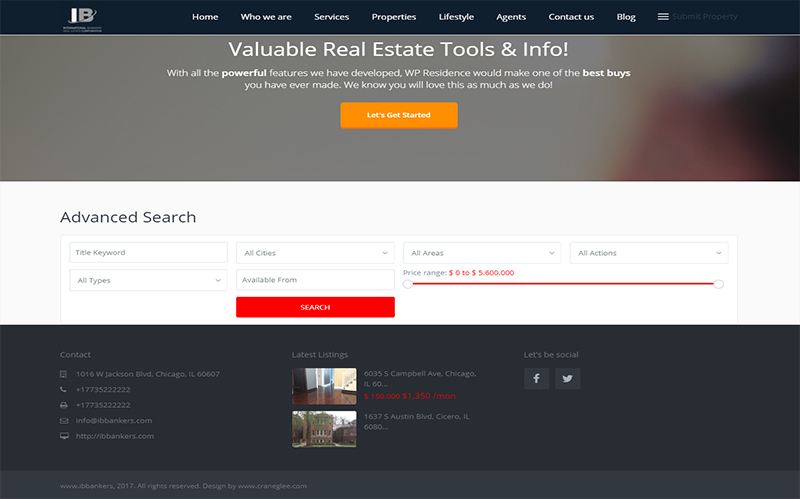 IB
INTERNATIONAL BANKERS
REAL ESTATE CORPORATION
Home Who we are Services Properties Lifestyle Agents Contact us Blog Submit Property
Valuable Real Estate Tools & Info!
With all the powerful features we have developed, WP Residence would make one of the best buys
you have ever made. We know you will love this as much as we do!
Let's Get Started
Advanced Search
Title Keyword All Cities All Areas All Actions
All Types Available From Price range: $ 0 to $ 5.600.000
SEARCH
Contact
1016 W Jackson Blvd, Chicago, IL 60607
+17735222222
+17735222222
info@ibbankers.com
http://ibbankers.com
Latest Listings
6035 S Campbell Ave, Chicago,
IL 60...
$ 150.000 $1,350 /mon
1637 S Austin Blvd, Cicero, IL
6080...
Let's be social
www.ibbankers, 2017. All rights reserved. Design by www.craneglee.com